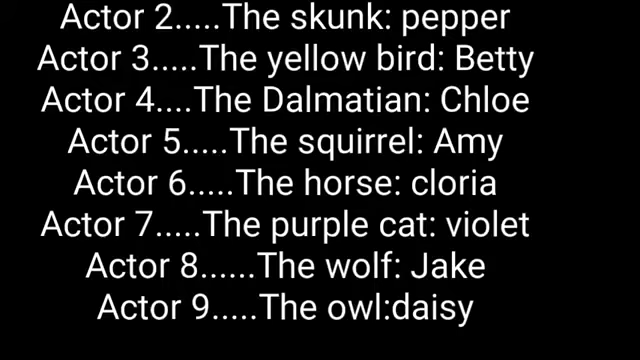 Actor 2.....The skunk: pepper
Actor 3.....The yellow bird: Betty
Actor 4....The Dalmatian: Chloe
Actor 5.....The squirrel: Amy
Actor 6.....The horse: cloria
Actor 7.....The purple cat: violet
Actor 8......The wolf: Jake
Actor 9.....The owl:daisy